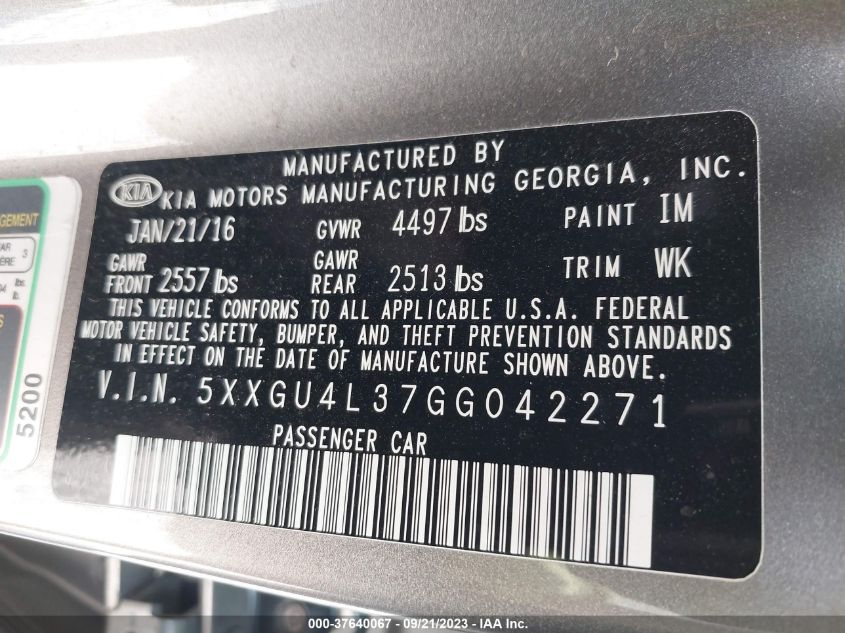 MANUFACTURED BY
KIA KIA MOTORS MANUFACTURING GEORGIA, INC.
JAN/21/16 GVWR 4497 lbs PAINT IM
GAWR FRONT 2557 lbs GAWR REAR 2513 lbs TRIM WK
THIS VEHICLE CONFORMS TO ALL APPLICABLE U.S.A. FEDERAL
MOTOR VEHICLE SAFETY, BUMPER, AND THEFT PREVENTION STANDARDS
IN EFFECT ON THE DATE OF MANUFACTURE SHOWN ABOVE.
V.I.N. 5XXGU4L37GG042271
PASSENGER CAR
5200
000-37640067 - 09/21/2023 - IAA Inc.